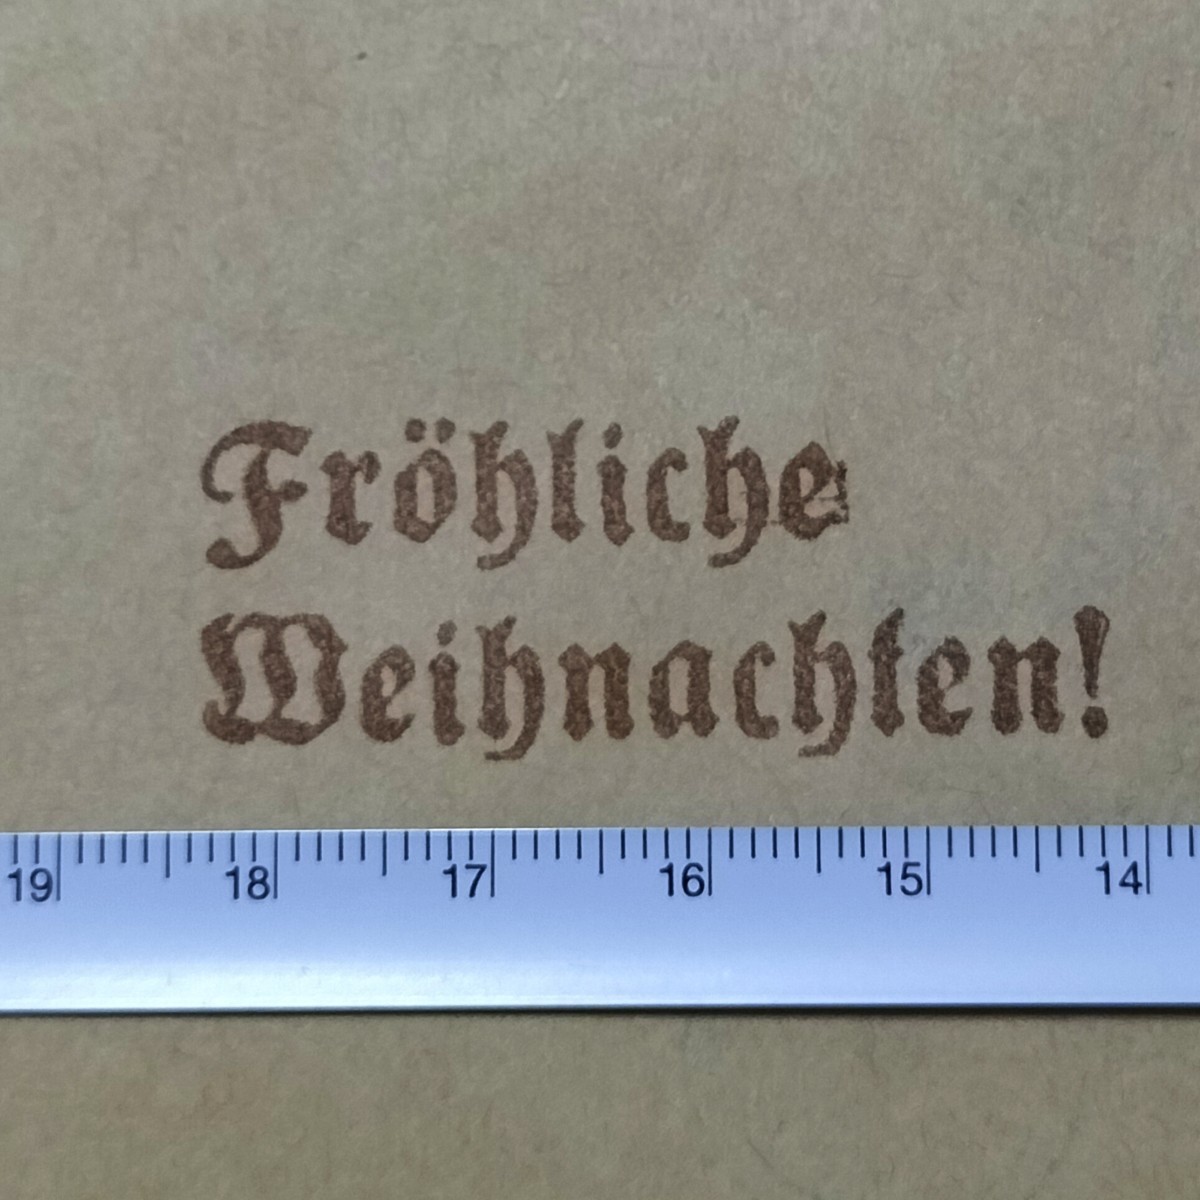 Fröhliche
Weihnachten!
19 18 17 16 15 14